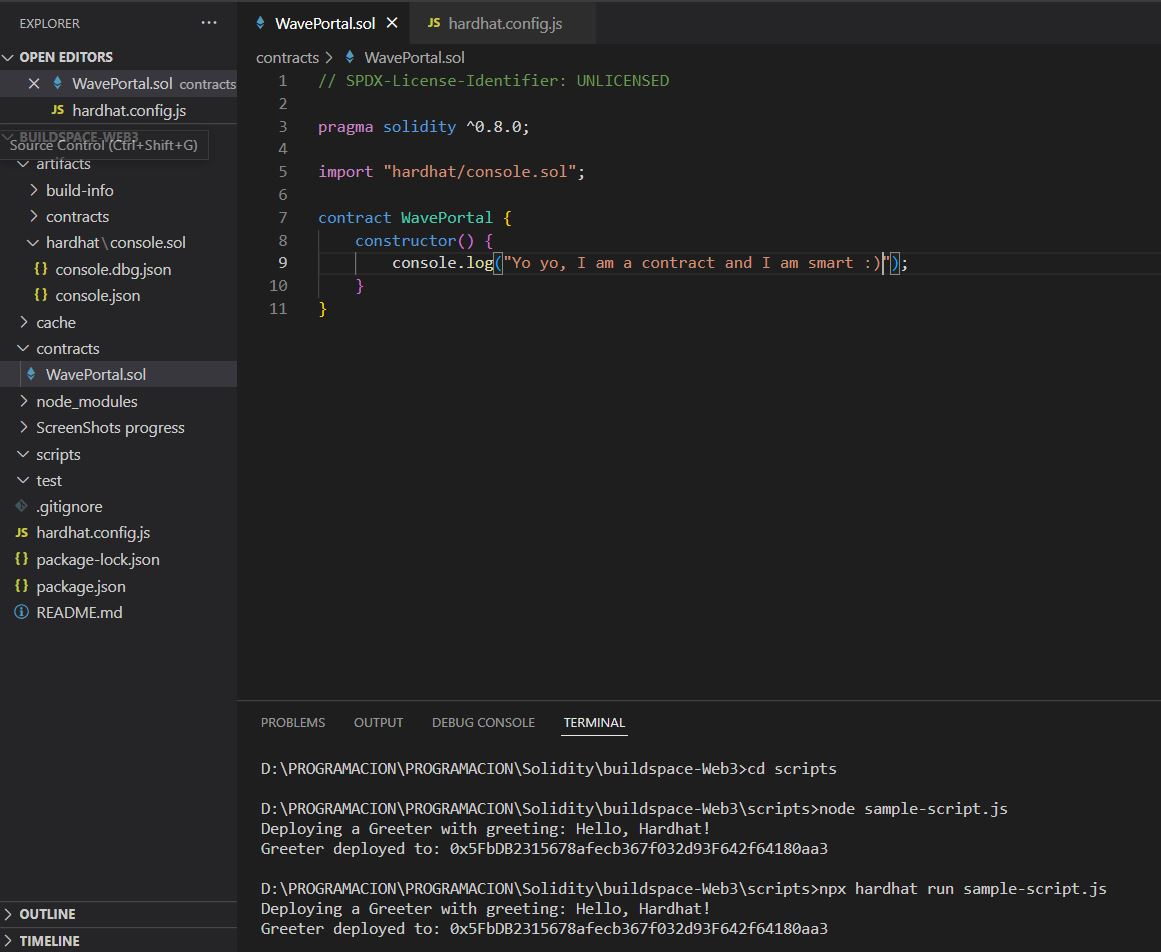 EXPLORER ···
OPEN EDITORS
WavePortal.sol contracts
JS hardhat.config.js
BUILDSPACE-WEB3
Source Control (Ctrl+Shift+G)
artifacts
build-info
contracts
hardhat\console.sol
{} console.dbg.json
{} console.json
cache
contracts
WavePortal.sol
node_modules
ScreenShots progress
scripts
test
.gitignore
JS hardhat.config.js
{} package-lock.json
{} package.json
README.md
OUTLINE
TIMELINE
WavePortal.sol
JS hardhat.config.js
contracts > WavePortal.sol
1 // SPDX-License-Identifier: UNLICENSED
2
3 pragma solidity ^0.8.0;
4
5 import "hardhat/console.sol";
6
7 contract WavePortal {
8 constructor() {
9 console.log("Yo yo, I am a contract and I am smart :)");
10 }
11 }
PROBLEMS OUTPUT DEBUG CONSOLE TERMINAL
D:\PROGRAMACION\PROGRAMACION\Solidity\buildspace-Web3>cd scripts
D:\PROGRAMACION\PROGRAMACION\Solidity\buildspace-Web3\scripts>node sample-script.js
Deploying a Greeter with greeting: Hello, Hardhat!
Greeter deployed to: 0x5FbDB2315678afecb367f032d93F642f64180aa3
D:\PROGRAMACION\PROGRAMACION\Solidity\buildspace-Web3\scripts>npx hardhat run sample-script.js
Deploying a Greeter with greeting: Hello, Hardhat!
Greeter deployed to: 0x5FbDB2315678afecb367f032d93F642f64180aa3